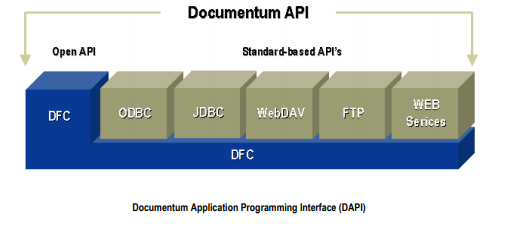 Documentum API
Open API
Standard-based API's
DFC
ODBC
JDBC
WebDAV
FTP
WEB
Serices
DFC
Documentum Application Programming Interface (DAPI)